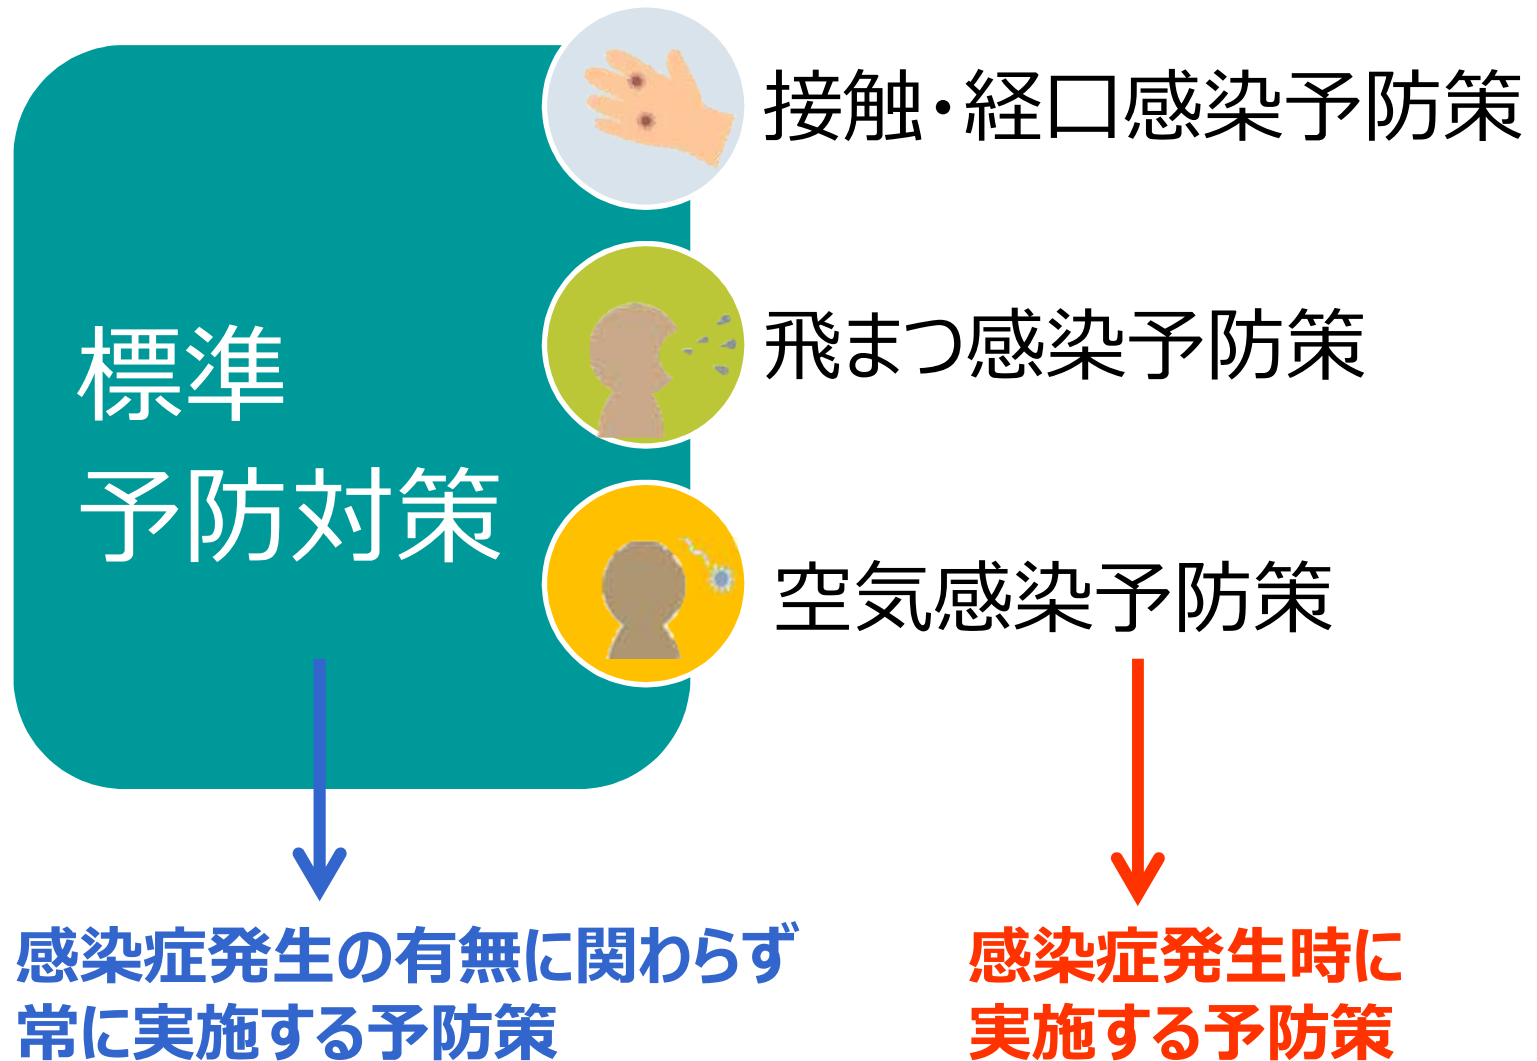 標準
予防対策
接触・経口感染予防策
飛まつ感染予防策
空気感染予防策
感染症発生の有無に関わらず
常に実施する予防策
感染症発生時に
実施する予防策